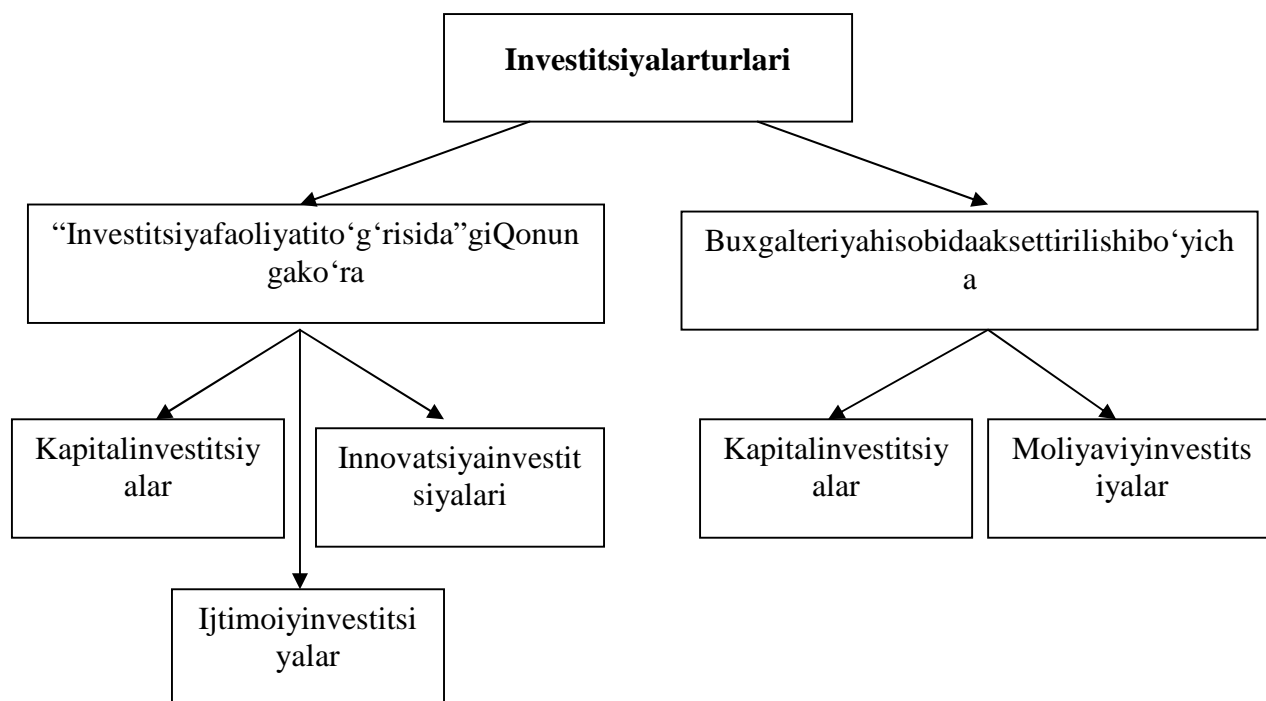 Investitsiyalarturlari
“Investitsiyafaoliyatito‘g‘risida”giQonun
gako‘ra
Buxgalteriyahisobidaaksettirilishibo‘yich
a
Kapitalinvestitsiy
alar
Innovatsiyainvestit
siyalari
Kapitalinvestitsiy
alar
Moliyaviyinvestits
iyalar
Ijtimoiyinvestitsi
yalar